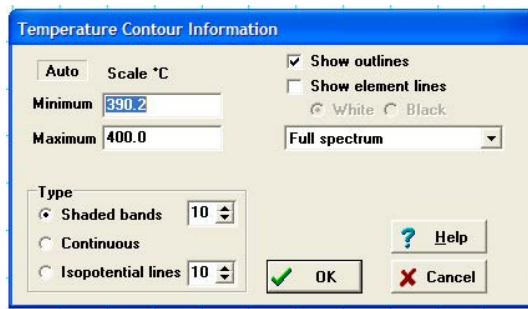 Temperature Contour Information
Auto Scale °C
Minimum 390.2
Maximum 400.0
Show outlines
Show element lines
White Black
Full spectrum
Type
Shaded bands 10
Continuous
Isopotential lines 10
? Help
OK
Cancel